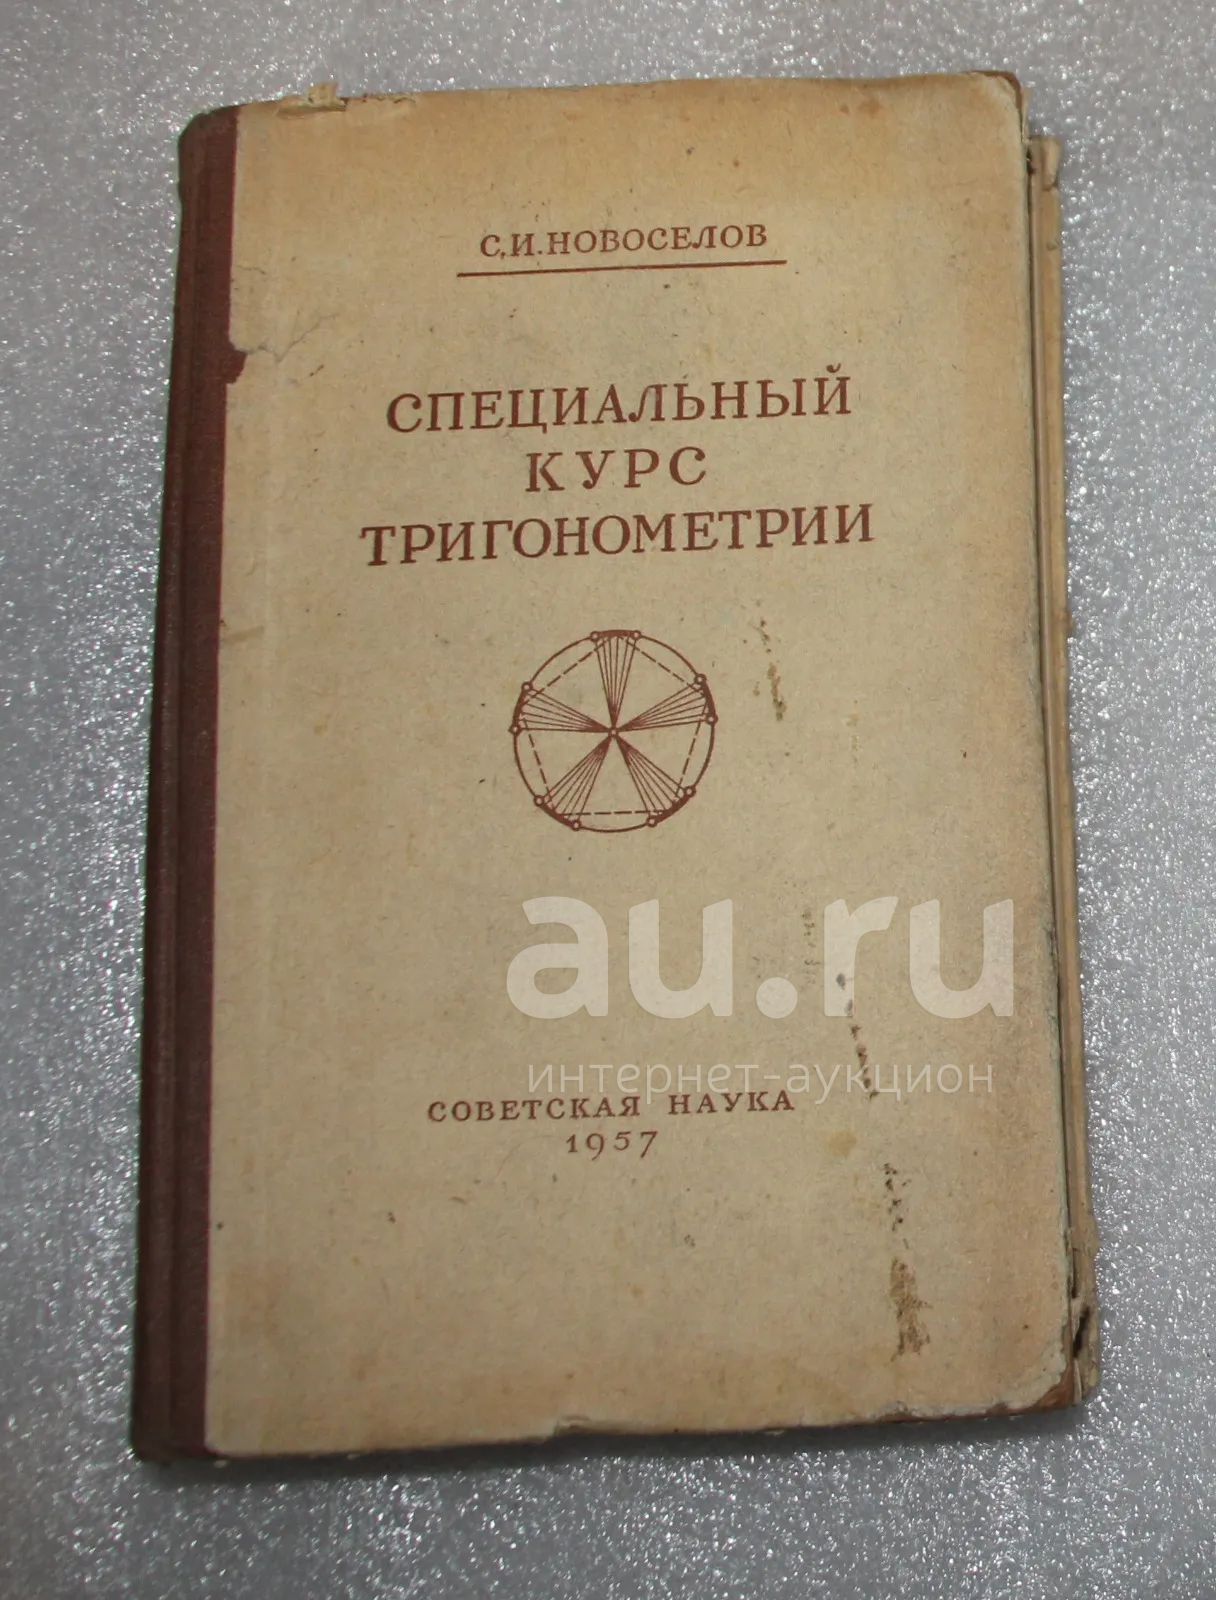 С. И. НОВОСЕЛОВ
СПЕЦИАЛЬНЫЙ
КУРС
ТРИГОНОМЕТРИИ
au.ru
интернет-аукцион
СОВЕТСКАЯ НАУКА
1957